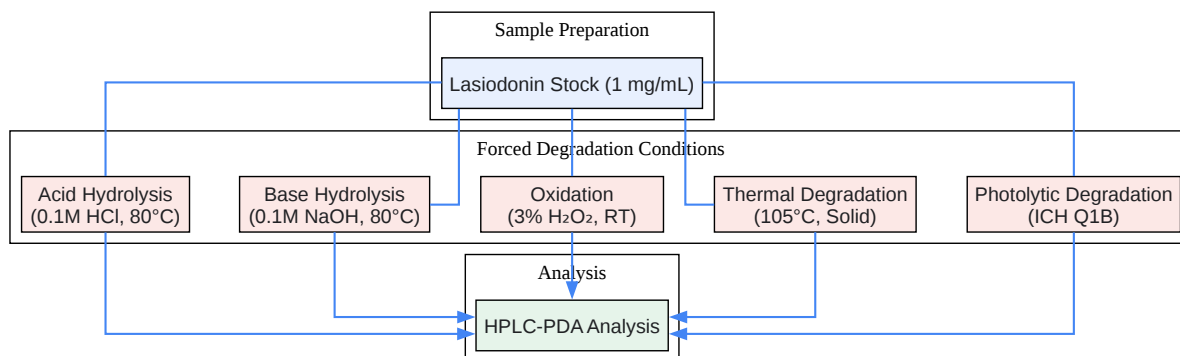 Sample Preparation
Lasiodonin Stock (1 mg/mL)
Forced Degradation Conditions
Acid Hydrolysis
(0.1M HCl, 80°C)
Base Hydrolysis
(0.1M NaOH, 80°C)
Oxidation
(3% H₂O₂, RT)
Thermal Degradation
(105°C, Solid)
Photolytic Degradation
(ICH Q1B)
Analysis
HPLC-PDA Analysis